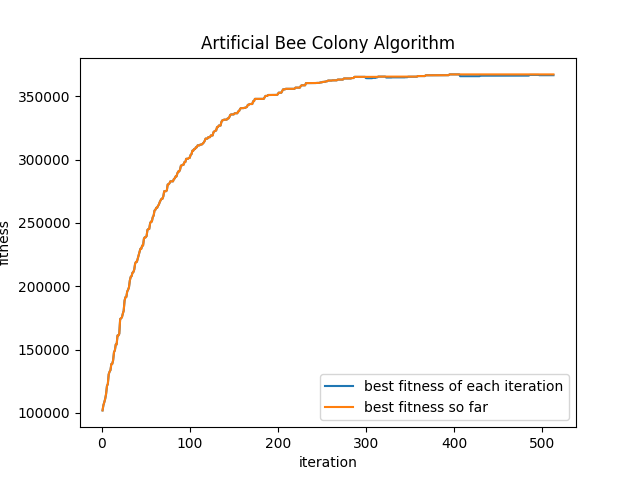 Artificial Bee Colony Algorithm
350000
300000
250000
200000
150000
100000
fitness
best fitness of each iteration
best fitness so far
0 100 200 300 400 500
iteration